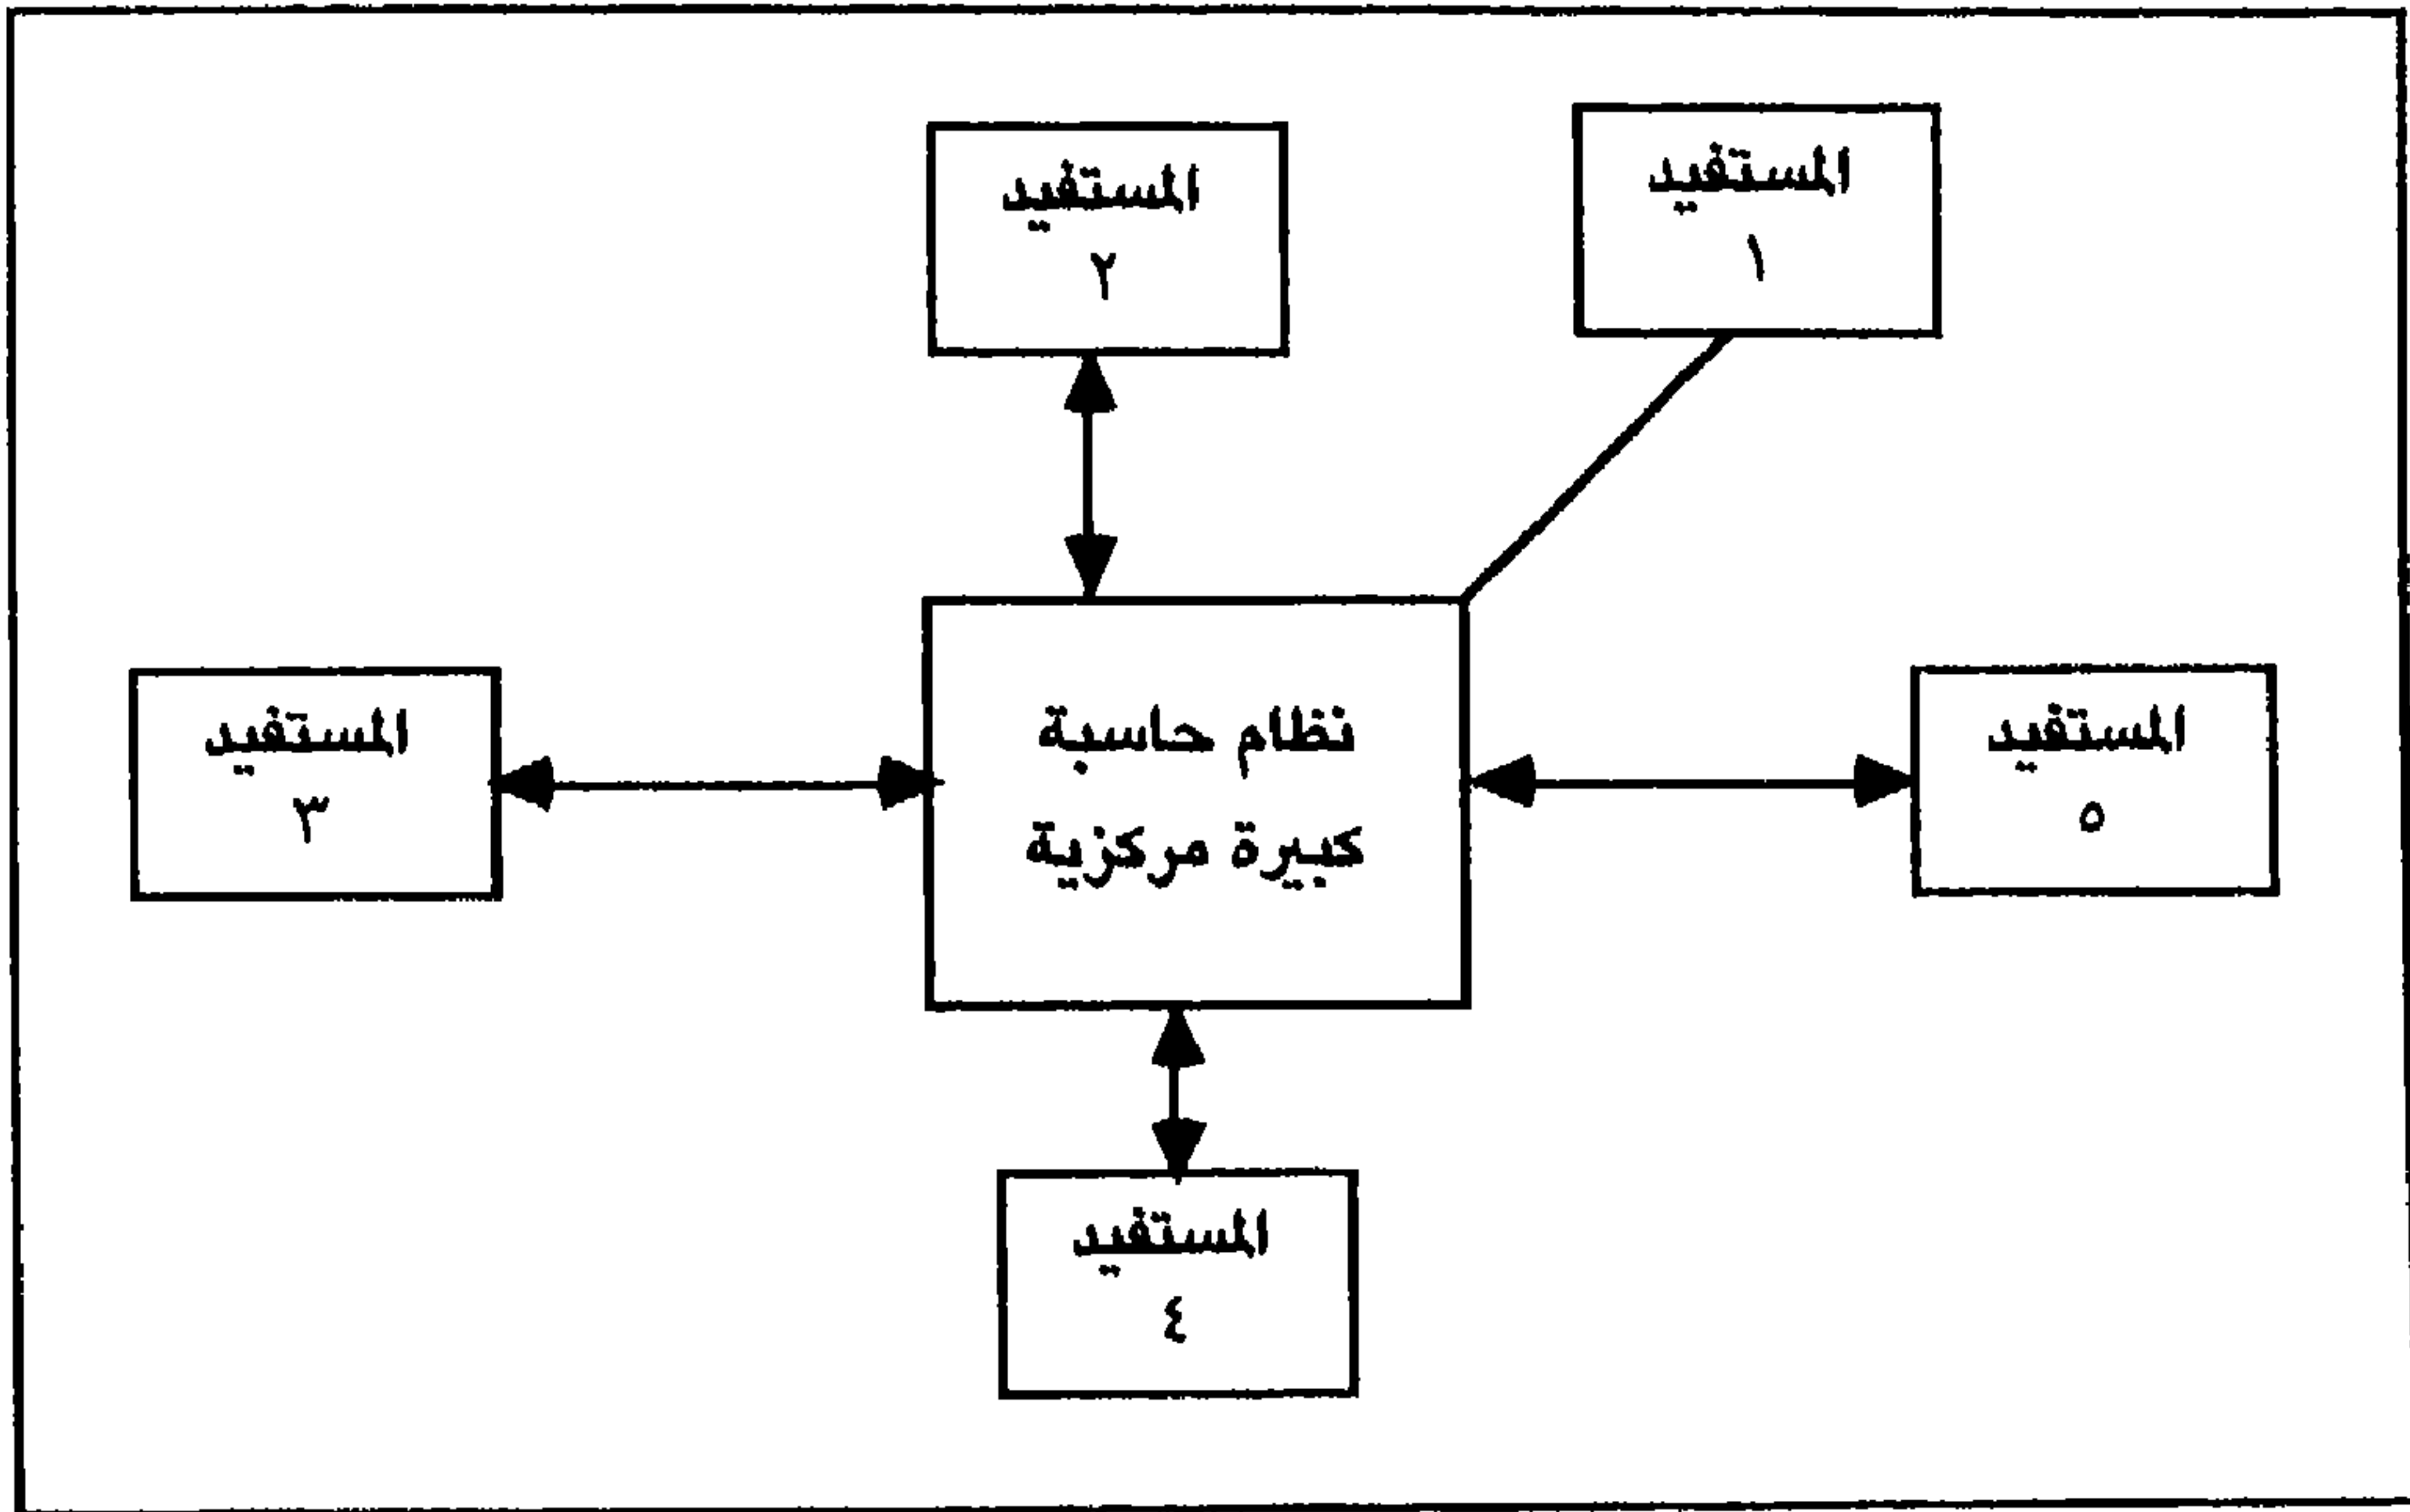 المستفيد
١
المستفيد
٢
نظام حاسبة
كبيرة مركزية
المستفيد
٥
المستفيد
٣
المستفيد
٤